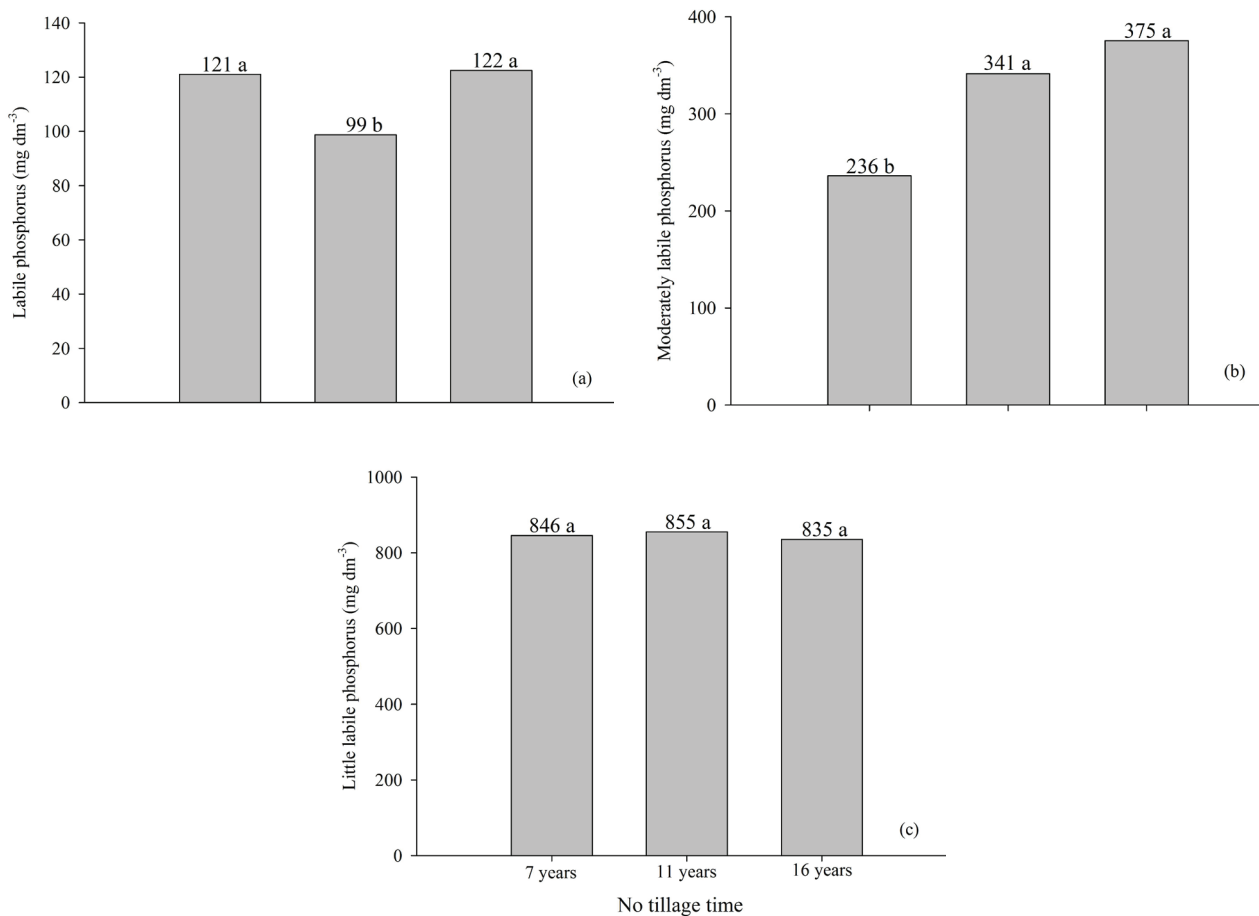 Labile phosphorus (mg dm-3)
140
120
100
80
60
40
20
0
121 a
99 b
122 a
(a)
Moderately labile phosphorus (mg dm-3)
400
300
200
100
0
236 b
341 a
375 a
(b)
Little labile phosphorus (mg dm-3)
1000
800
600
400
200
0
846 a
855 a
835 a
(c)
7 years 11 years 16 years
No tillage time